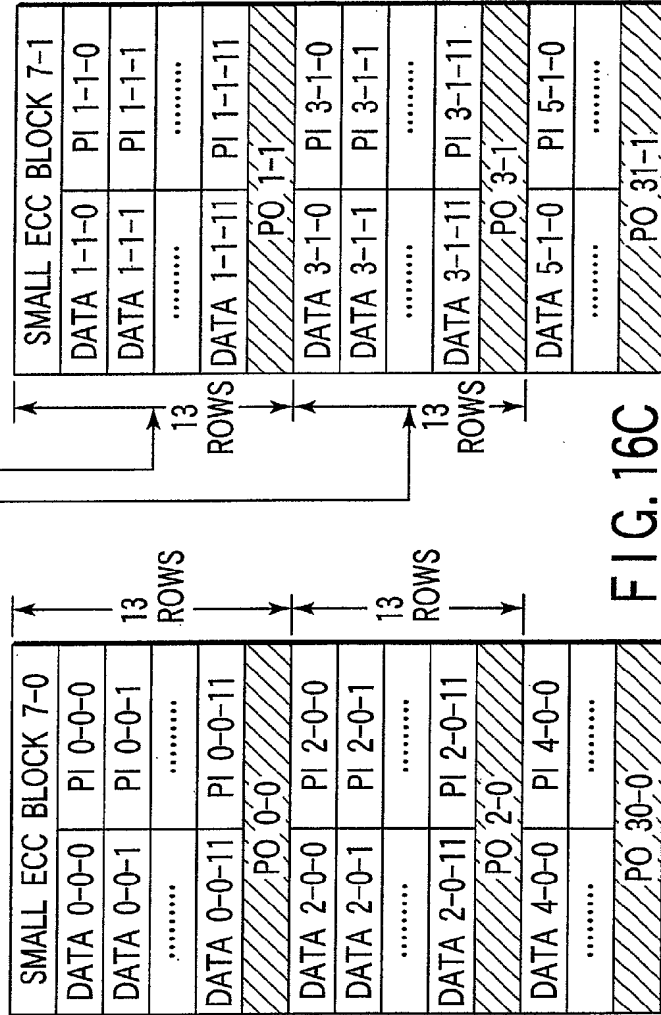 SMALL ECC BLOCK 7-0
DATA 0-0-0 PI 0-0-0
DATA 0-0-1 PI 0-0-1
........ ........
DATA 0-0-11 PI 0-0-11
PO 0-0
DATA 2-0-0 PI 2-0-0
DATA 2-0-1 PI 2-0-1
........ ........
DATA 2-0-11 PI 2-0-11
PO 2-0
DATA 4-0-0 PI 4-0-0
........ ........
PO 30-0
13
ROWS
13
ROWS
SMALL ECC BLOCK 7-1
DATA 1-1-0 PI 1-1-0
DATA 1-1-1 PI 1-1-1
........ ........
DATA 1-1-11 PI 1-1-11
PO 1-1
DATA 3-1-0 PI 3-1-0
DATA 3-1-1 PI 3-1-1
........ ........
DATA 3-1-11 PI 3-1-11
PO 3-1
DATA 5-1-0 PI 5-1-0
........ ........
PO 31-1
13
ROWS
13
ROWS
FIG. 16C